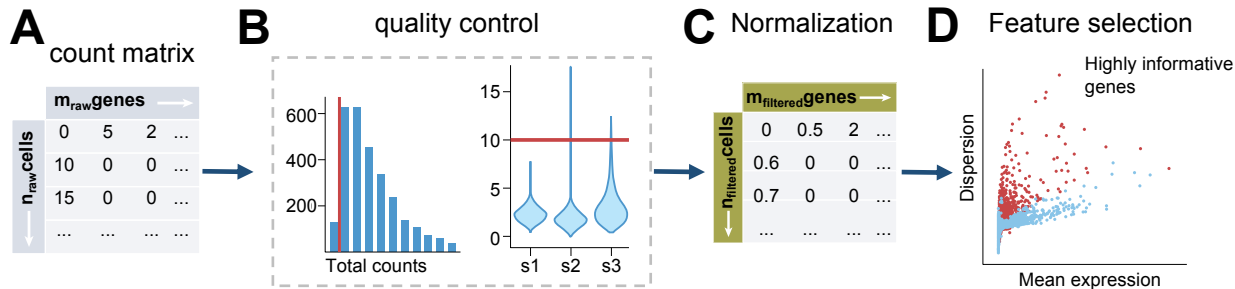 A
count matrix
m_raw genes
n_raw cells
0 5 2 ...
10 0 0 ...
15 0 0 ...
... ... ... ...
B
quality control
600
400
200
Total counts
15
10
5
0
s1 s2 s3
C
Normalization
m_filtered genes
n_filtered cells
0 0.5 2 ...
0.6 0 0 ...
0.7 0 0 ...
... ... ... ...
D
Feature selection
Highly informative
genes
Dispersion
Mean expression